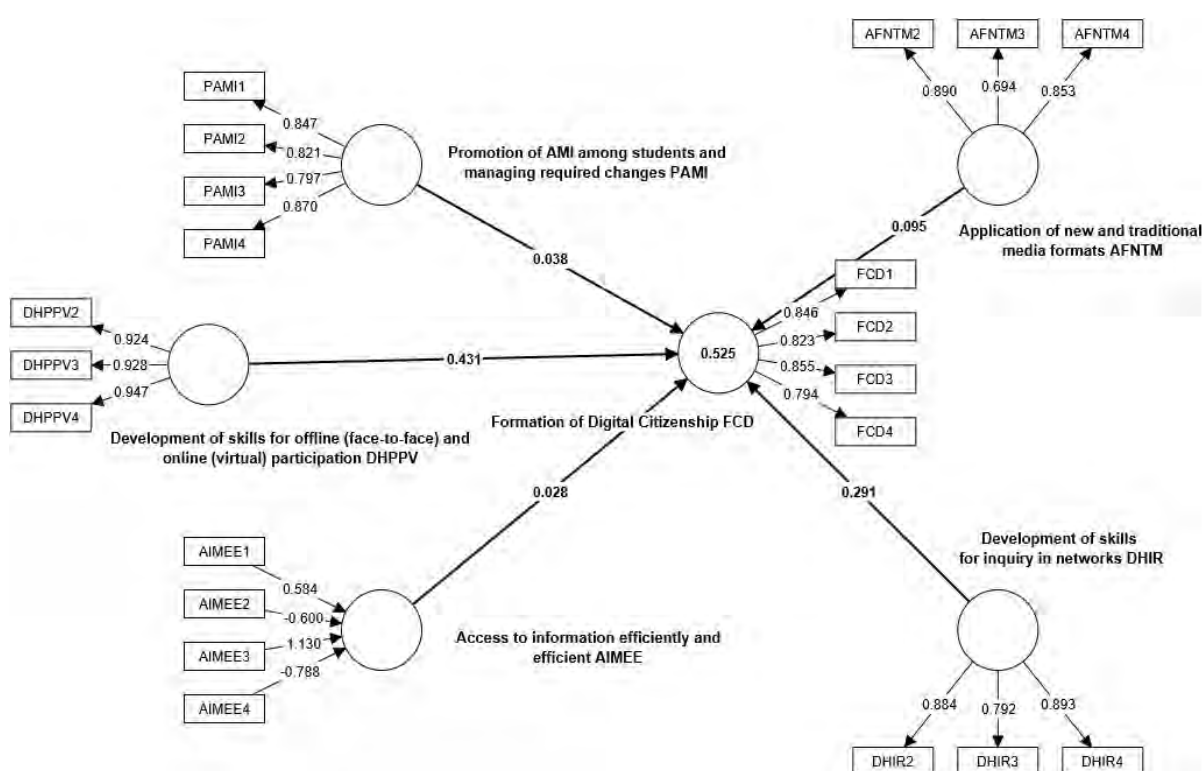 AFNTM2
AFNTM3
AFNTM4
0.890
0.694
0.853
PAMI1
PAMI2
PAMI3
PAMI4
0.847
0.821
0.797
0.870
Promotion of AMI among students and
managing required changes PAMI
0.038
0.095
Application of new and traditional
media formats AFNTM
DHPPV2
DHPPV3
DHPPV4
0.924
0.928
0.947
0.431
Development of skills for offline (face-to-face) and
online (virtual) participation DHPPV
0.525
Formation of Digital Citizenship FCD
FCD1
FCD2
FCD3
FCD4
0.846
0.823
0.855
0.794
0.028
0.291
AIMEE1
AIMEE2
AIMEE3
AIMEE4
0.584
-0.600
1.130
-0.788
Access to information efficiently and
efficient AIMEE
Development of skills
for inquiry in networks DHIR
0.884
0.792
0.893
DHIR2
DHIR3
DHIR4